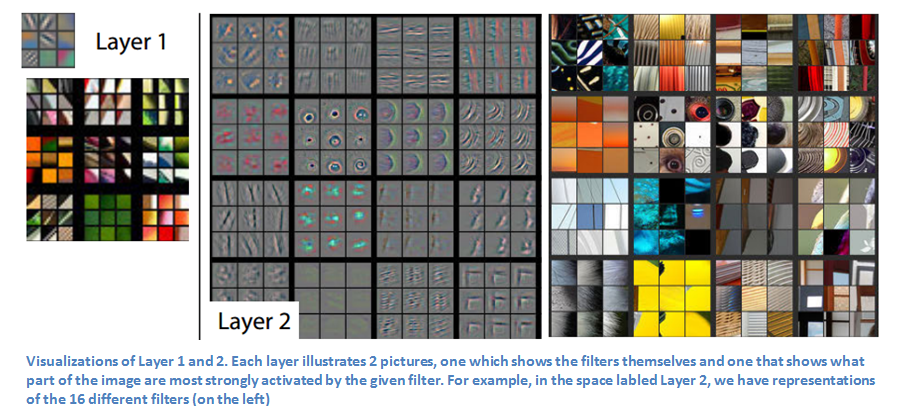 Layer 1
Layer 2
Visualizations of Layer 1 and 2. Each layer illustrates 2 pictures, one which shows the filters themselves and one that shows what
part of the image are most strongly activated by the given filter. For example, in the space labled Layer 2, we have representations
of the 16 different filters (on the left)